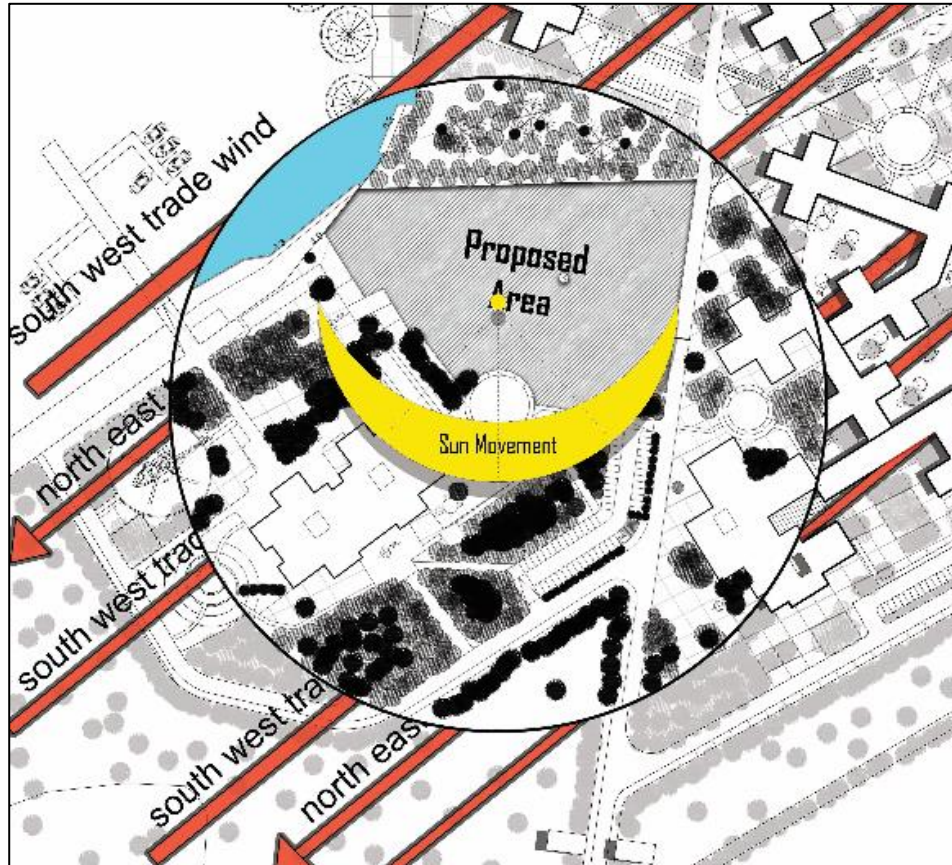 south west trade wind
Proposed
Area
north east
Sun Movement
south west trad
south west tra
north eas